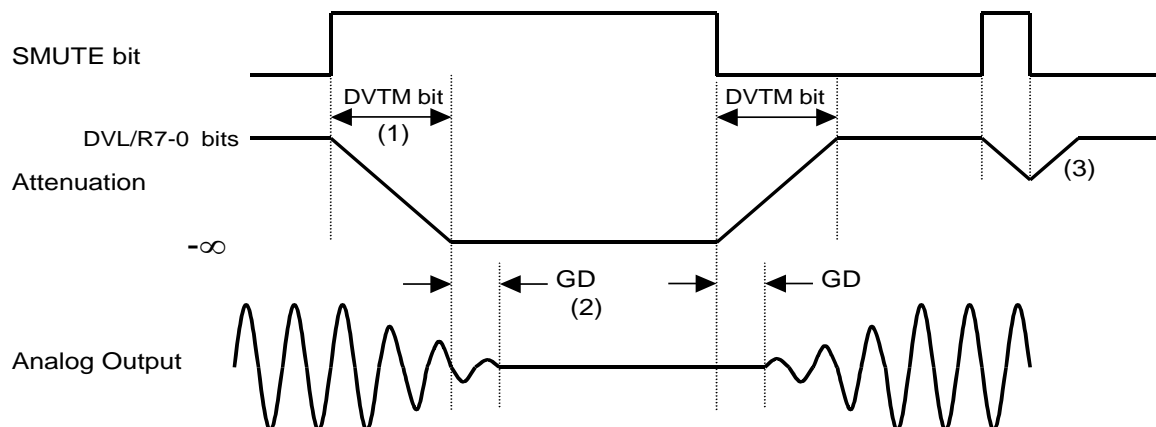 SMUTE bit
DVTM bit
DVTM bit
(1)
DVL/R7-0 bits
(3)
Attenuation
-∞
GD
GD
(2)
Analog Output